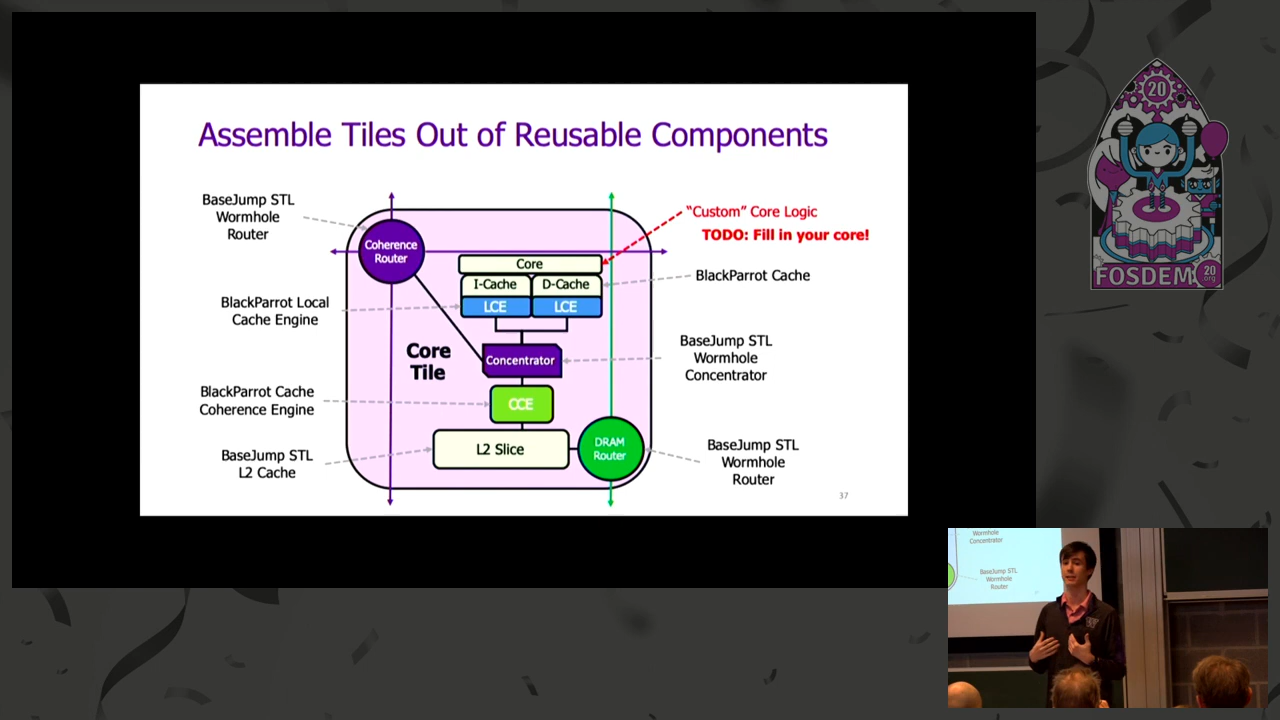 Assemble Tiles Out of Reusable Components
BaseJump STL
Wormhole
Router
Coherence
Router
"Custom" Core Logic
TODO: Fill in your core!
Core
I-Cache
D-Cache
LCE
LCE
BlackParrot Cache
BlackParrot Local
Cache Engine
Core
Tile
Concentrator
BaseJump STL
Wormhole
Concentrator
BlackParrot Cache
Coherence Engine
CCE
BaseJump STL
L2 Cache
L2 Slice
DRAM
Router
BaseJump STL
Wormhole
Router
37
20
FOSDEM
20
.org
Wormhole
Concentrator
BaseJump STL
Wormhole
Router
W